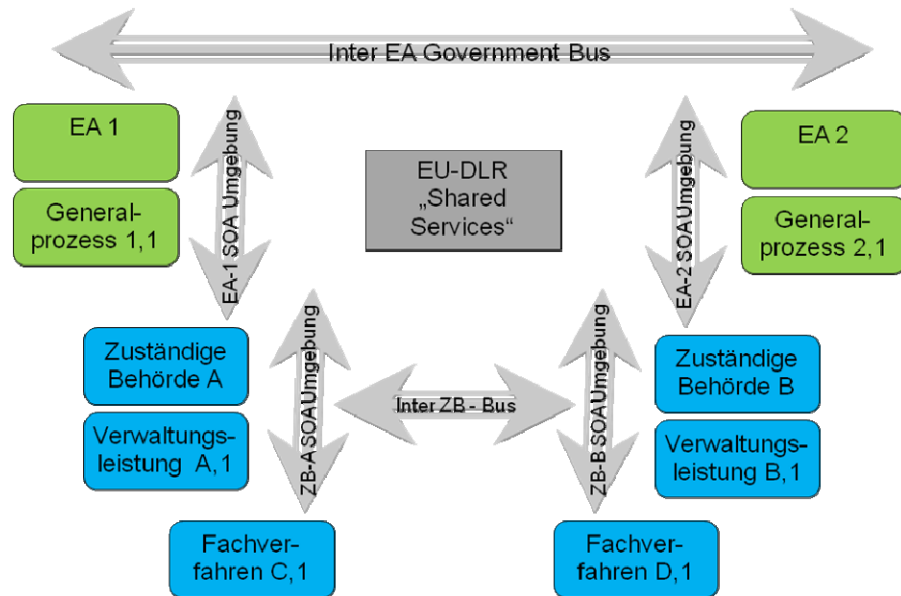 Inter EA Government Bus
EA 1
General-
prozess 1,1
EA-1 SOA Umgebung
EU-DLR
„Shared
Services“
EA-2 SOA Umgebung
EA 2
General-
prozess 2,1
Zuständige
Behörde A
Verwaltungs-
leistung A,1
ZB-A SOA Umgebung
Inter ZB - Bus
ZB-B SOA Umgebung
Zuständige
Behörde B
Verwaltungs-
leistung B,1
Fachver-
fahren C,1
Fachver-
fahren D,1